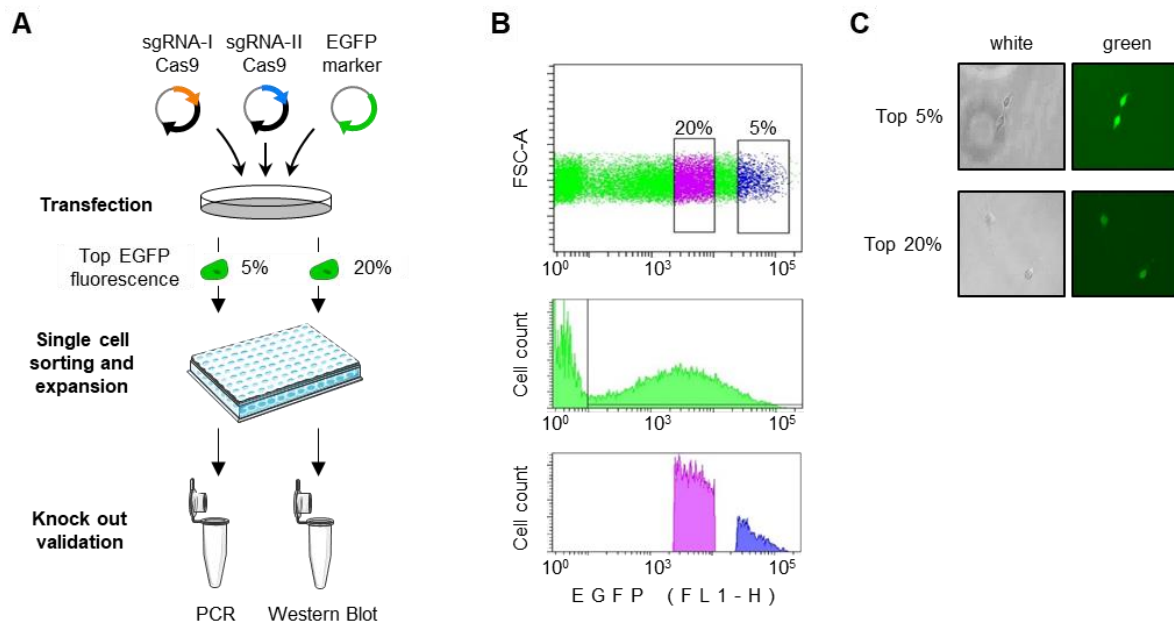 A
sgRNA-I
Cas9
sgRNA-II
Cas9
EGFP
marker
Transfection
Top EGFP
fluorescence
5%
20%
Single cell
sorting and
expansion
Knock out
validation
PCR
Western Blot
B
FSC-A
20%
5%
10⁰
10³
10⁵
Cell count
10⁰
10³
10⁵
Cell count
10⁰
10³
10⁵
EGFP (FL1-H)
C
white
green
Top 5%
Top 20%